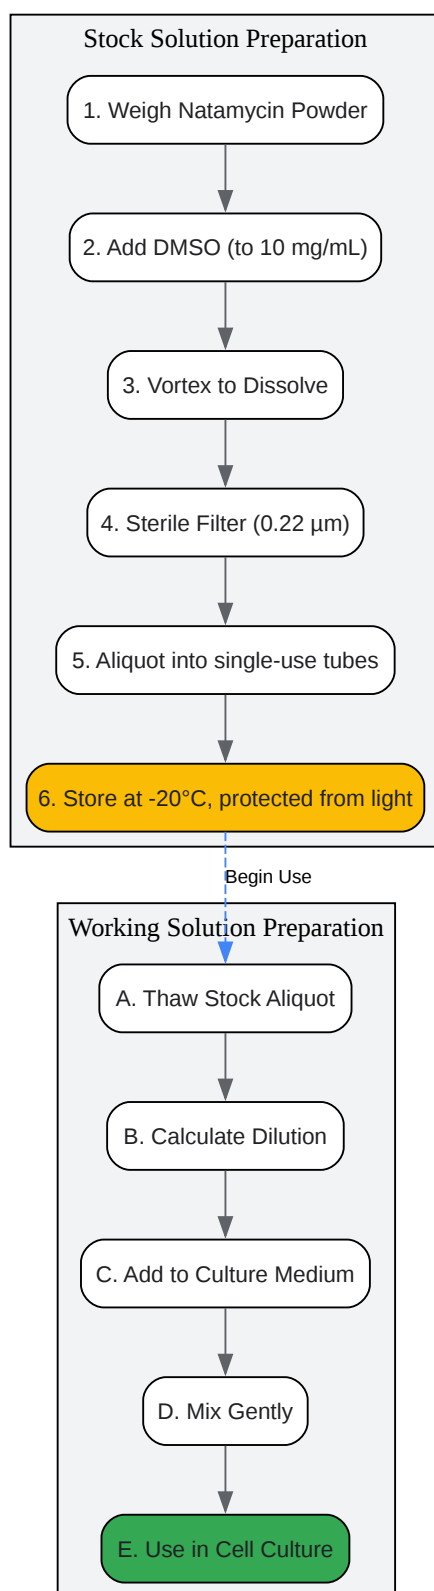 Stock Solution Preparation
1. Weigh Natamycin Powder
2. Add DMSO (to 10 mg/mL)
3. Vortex to Dissolve
4. Sterile Filter (0.22 µm)
5. Aliquot into single-use tubes
6. Store at -20°C, protected from light
Begin Use
Working Solution Preparation
A. Thaw Stock Aliquot
B. Calculate Dilution
C. Add to Culture Medium
D. Mix Gently
E. Use in Cell Culture